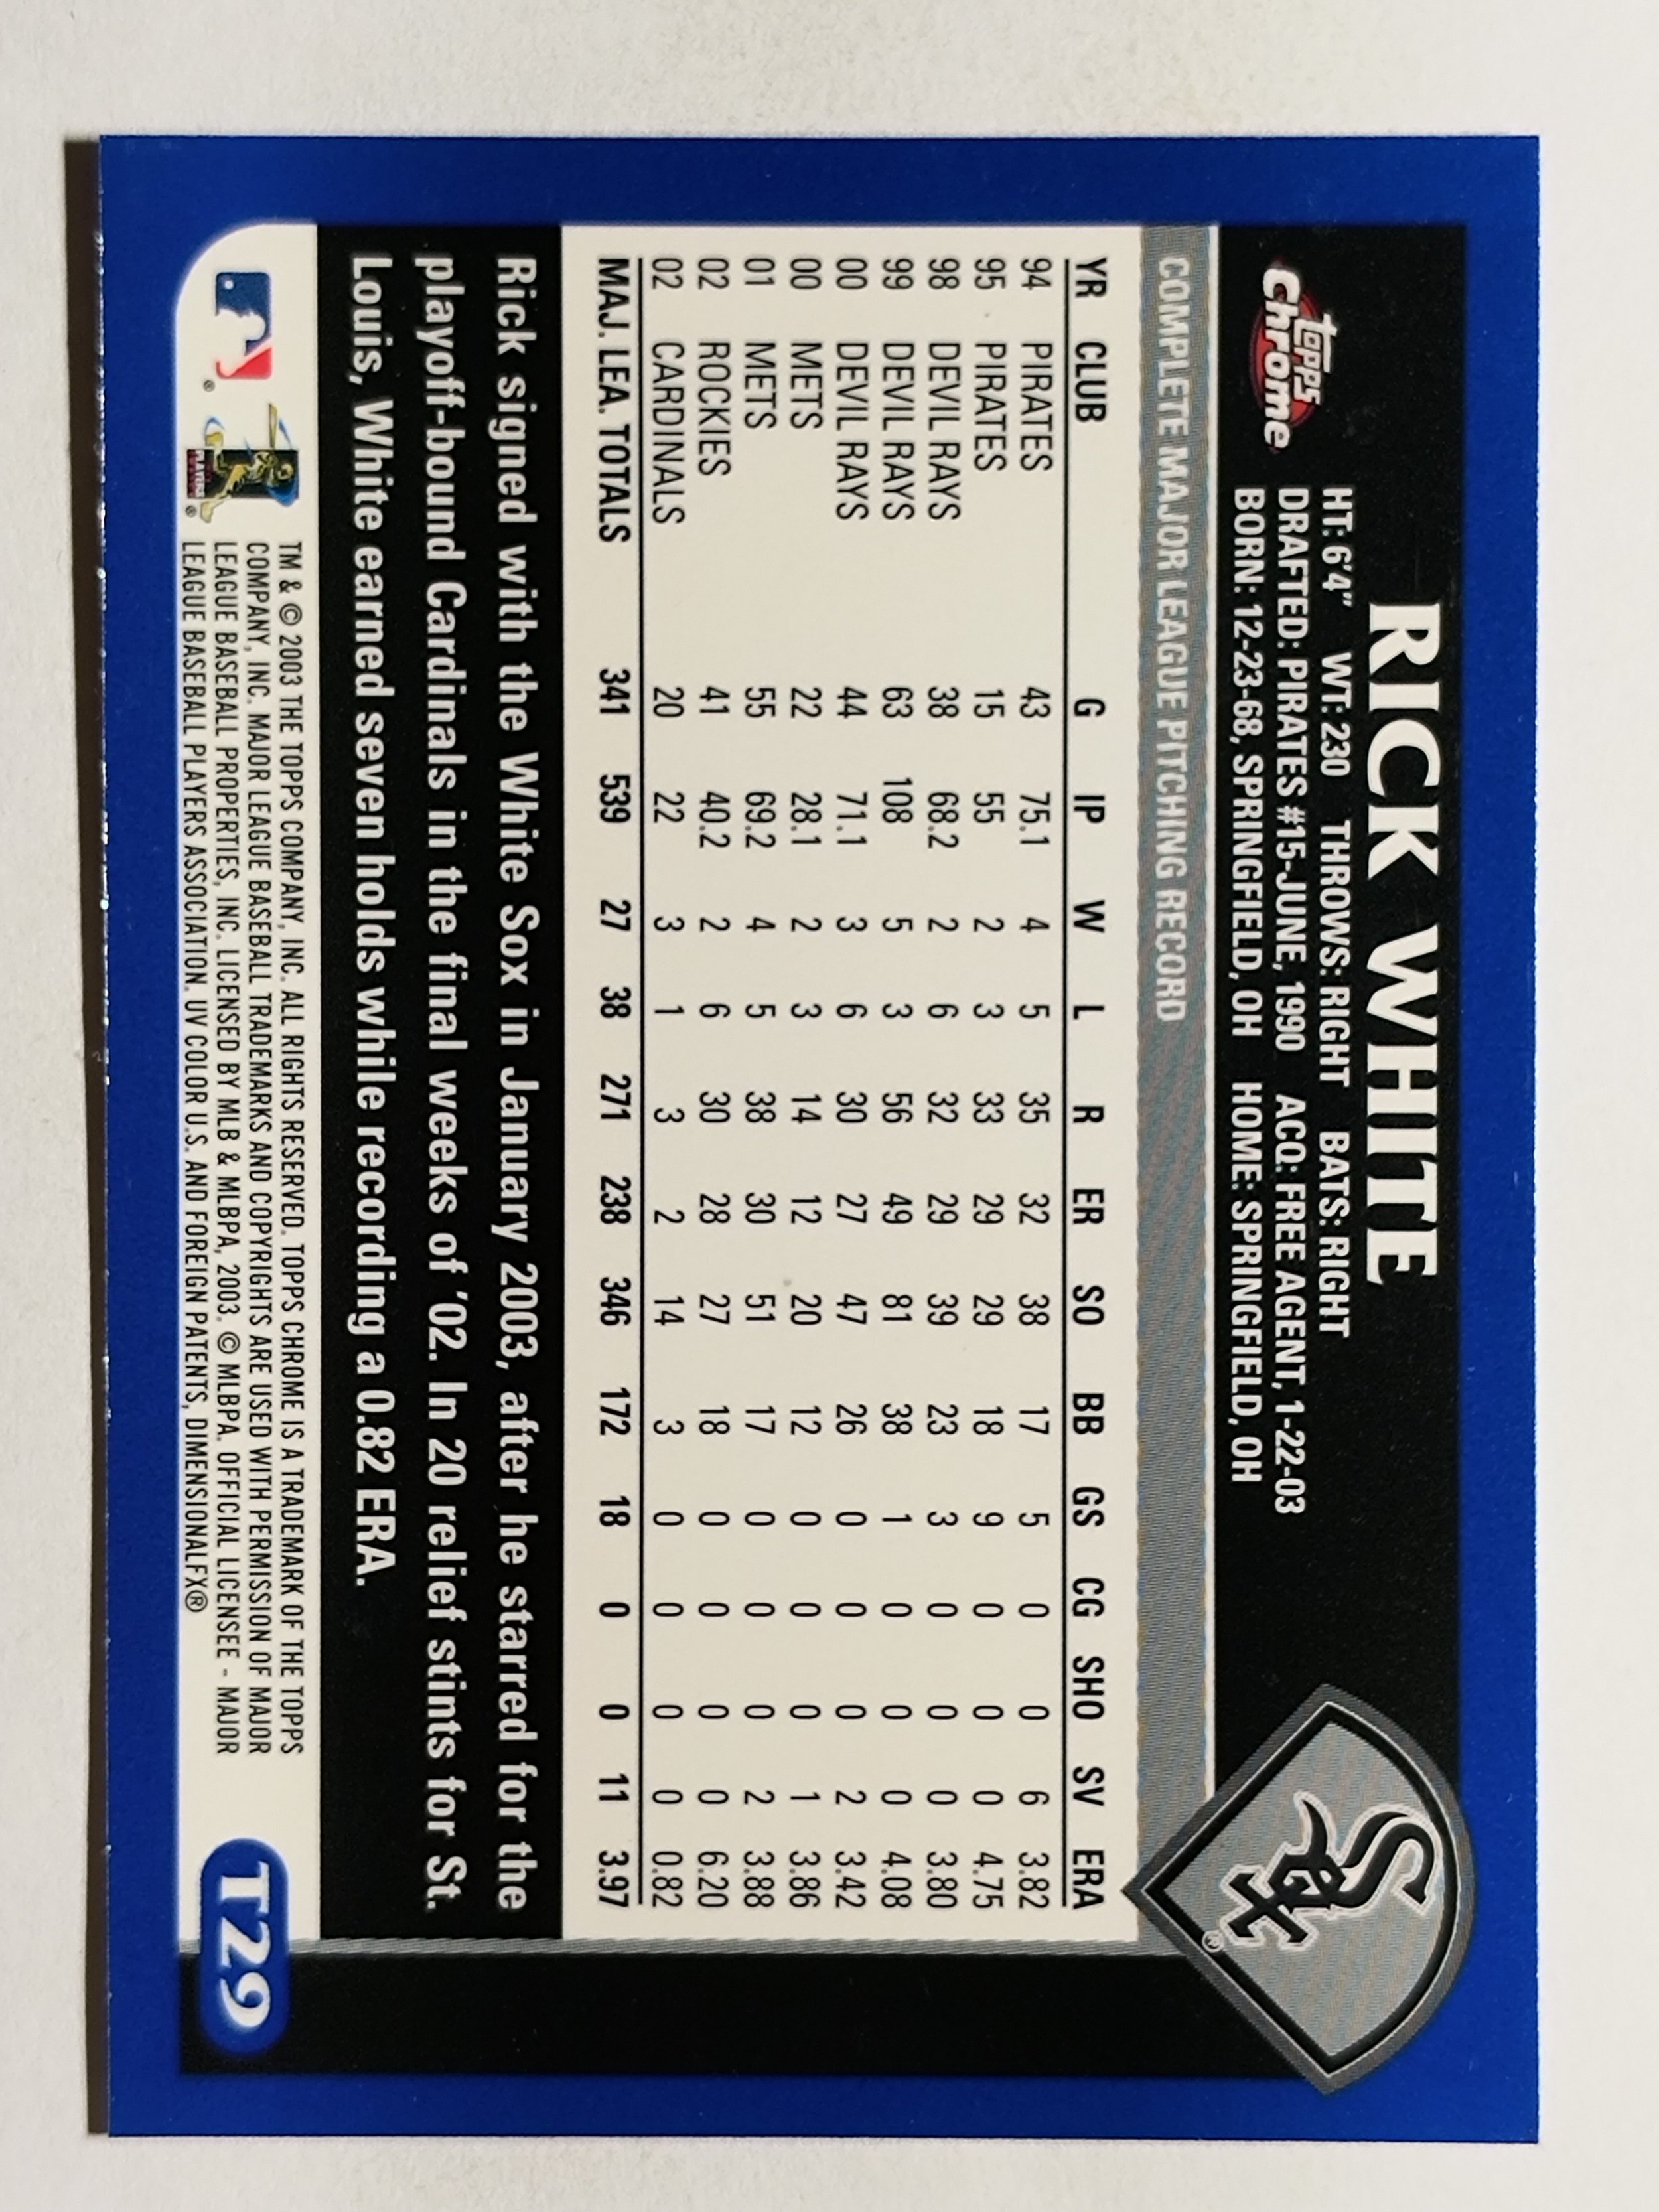 RICK WHITE
topps
Chrome
HT: 6'4" WT: 230 THROWS: RIGHT BATS: RIGHT
DRAFTED: PIRATES #15-JUNE, 1990 ACQ: FREE AGENT, 1-22-03
BORN: 12-23-68, SPRINGFIELD, OH HOME: SPRINGFIELD, OH
Sox
®
COMPLETE MAJOR LEAGUE PITCHING RECORD
YR CLUB G IP W L R ER SO BB GS CG SHO SV ERA
94 PIRATES 43 75.1 4 5 35 32 38 17 5 0 0 6 3.82
95 PIRATES 15 55 2 3 33 29 29 18 9 0 0 0 4.75
98 DEVIL RAYS 38 68.2 2 6 32 29 39 23 3 0 0 0 3.80
99 DEVIL RAYS 63 108 5 3 56 49 81 38 1 0 0 0 4.08
00 DEVIL RAYS 44 71.1 3 6 30 27 47 26 0 0 0 2 3.42
00 METS 22 28.1 2 3 14 12 20 12 0 0 0 1 3.86
01 METS 55 69.2 4 5 38 30 51 17 0 0 0 2 3.88
02 ROCKIES 41 40.2 2 6 30 28 27 18 0 0 0 0 6.20
02 CARDINALS 20 22 3 1 3 2 14 3 0 0 0 0 0.82
MAJ. LEA. TOTALS 341 539 27 38 271 238 346 172 18 0 0 11 3.97
Rick signed with the White Sox in January 2003, after he starred for the
playoff-bound Cardinals in the final weeks of '02. In 20 relief stints for St.
Louis, White earned seven holds while recording a 0.82 ERA.
®
PLAYERS
®
TM & © 2003 THE TOPPS COMPANY, INC. ALL RIGHTS RESERVED. TOPPS CHROME IS A TRADEMARK OF THE TOPPS
COMPANY, INC. MAJOR LEAGUE BASEBALL TRADEMARKS AND COPYRIGHTS ARE USED WITH PERMISSION OF MAJOR
LEAGUE BASEBALL PROPERTIES, INC. LICENSED BY MLB & MLBPA, 2003. © MLBPA. OFFICIAL LICENSEE - MAJOR
LEAGUE BASEBALL PLAYERS ASSOCIATION. UV COLOR U.S. AND FOREIGN PATENTS, DIMENSIONALFX®
T29